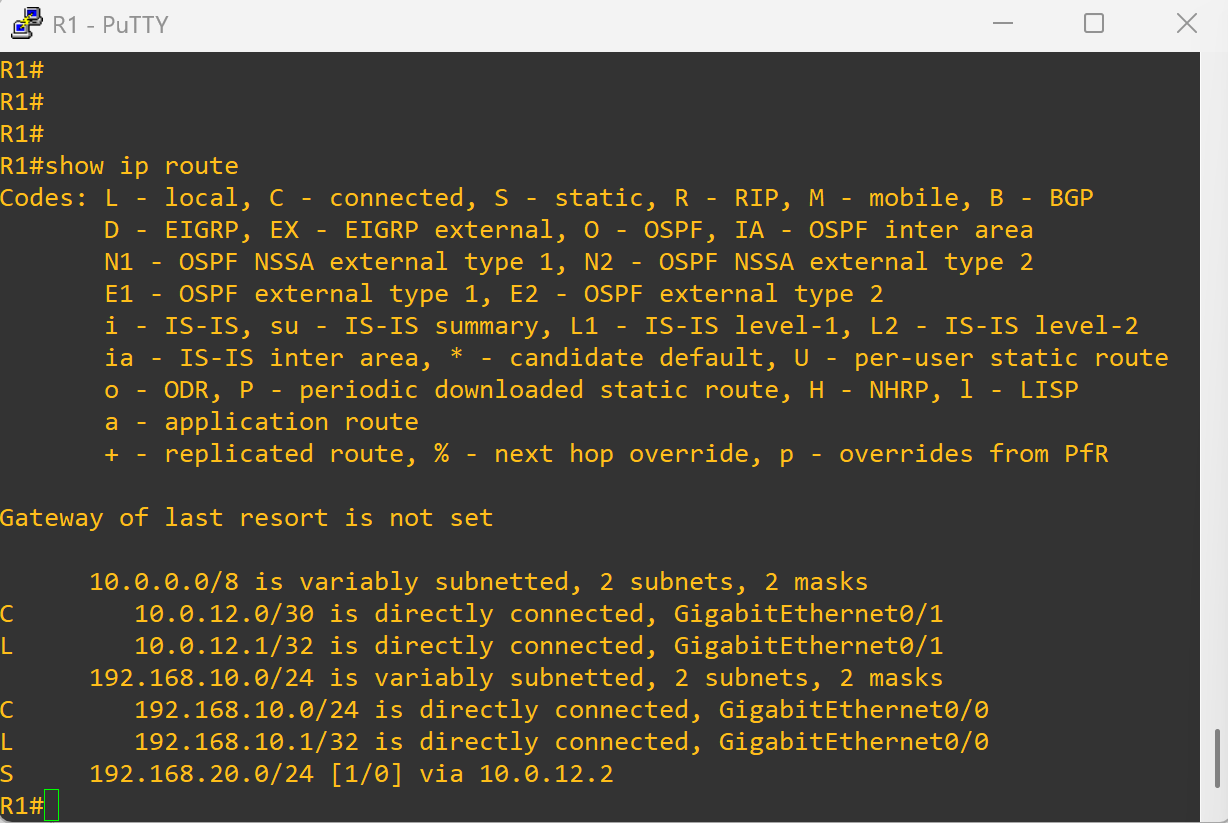 R1 - PuTTY
R1#
R1#
R1#
R1#show ip route
Codes: L - local, C - connected, S - static, R - RIP, M - mobile, B - BGP
       D - EIGRP, EX - EIGRP external, O - OSPF, IA - OSPF inter area
       N1 - OSPF NSSA external type 1, N2 - OSPF NSSA external type 2
       E1 - OSPF external type 1, E2 - OSPF external type 2
       i - IS-IS, su - IS-IS summary, L1 - IS-IS level-1, L2 - IS-IS level-2
       ia - IS-IS inter area, * - candidate default, U - per-user static route
       o - ODR, P - periodic downloaded static route, H - NHRP, l - LISP
       a - application route
       + - replicated route, % - next hop override, p - overrides from PfR
Gateway of last resort is not set
      10.0.0.0/8 is variably subnetted, 2 subnets, 2 masks
C        10.0.12.0/30 is directly connected, GigabitEthernet0/1
L        10.0.12.1/32 is directly connected, GigabitEthernet0/1
      192.168.10.0/24 is variably subnetted, 2 subnets, 2 masks
C        192.168.10.0/24 is directly connected, GigabitEthernet0/0
L        192.168.10.1/32 is directly connected, GigabitEthernet0/0
S     192.168.20.0/24 [1/0] via 10.0.12.2
R1#